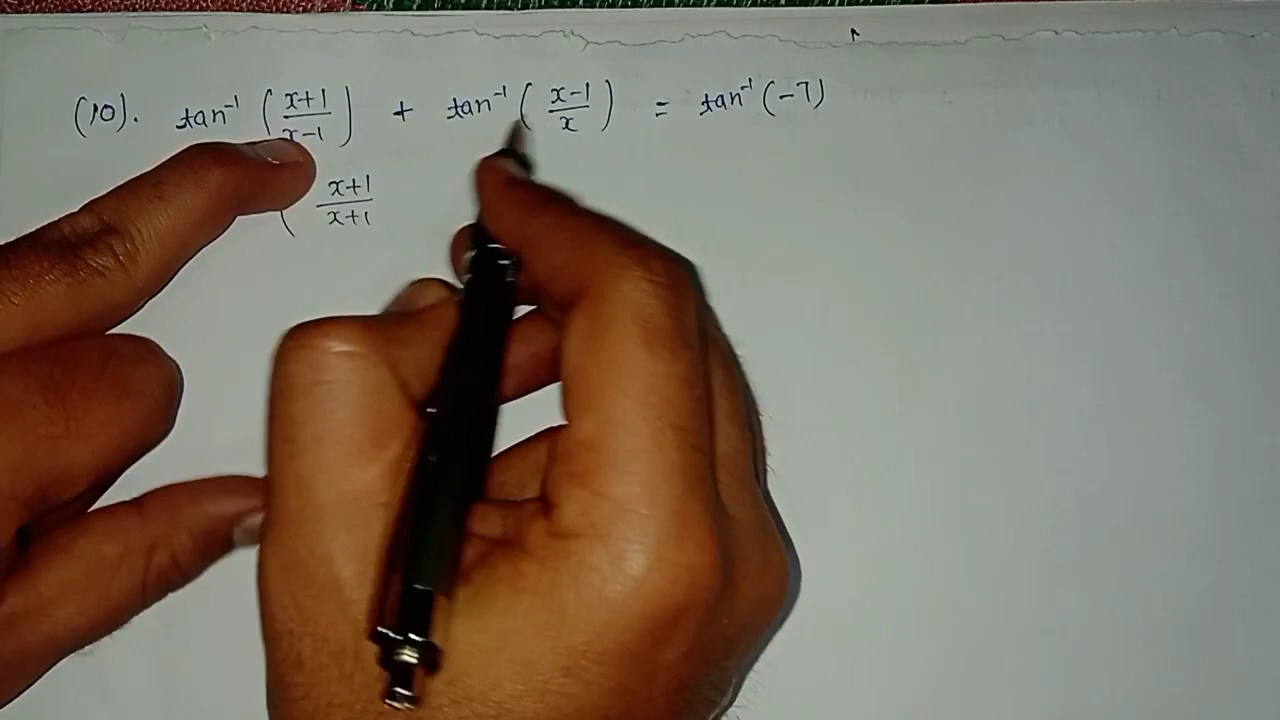 (10). tan⁻¹ (x+1/x-1) + tan⁻¹ (x-1/x) = tan⁻¹ (-7)
( x+1/x+1